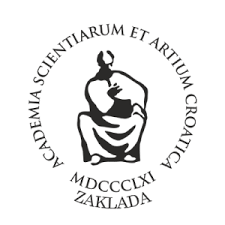 ACADEMIA SCIENTIARUM ET ARTIUM CROATICA
MDCCCLXI
ZAKLADA